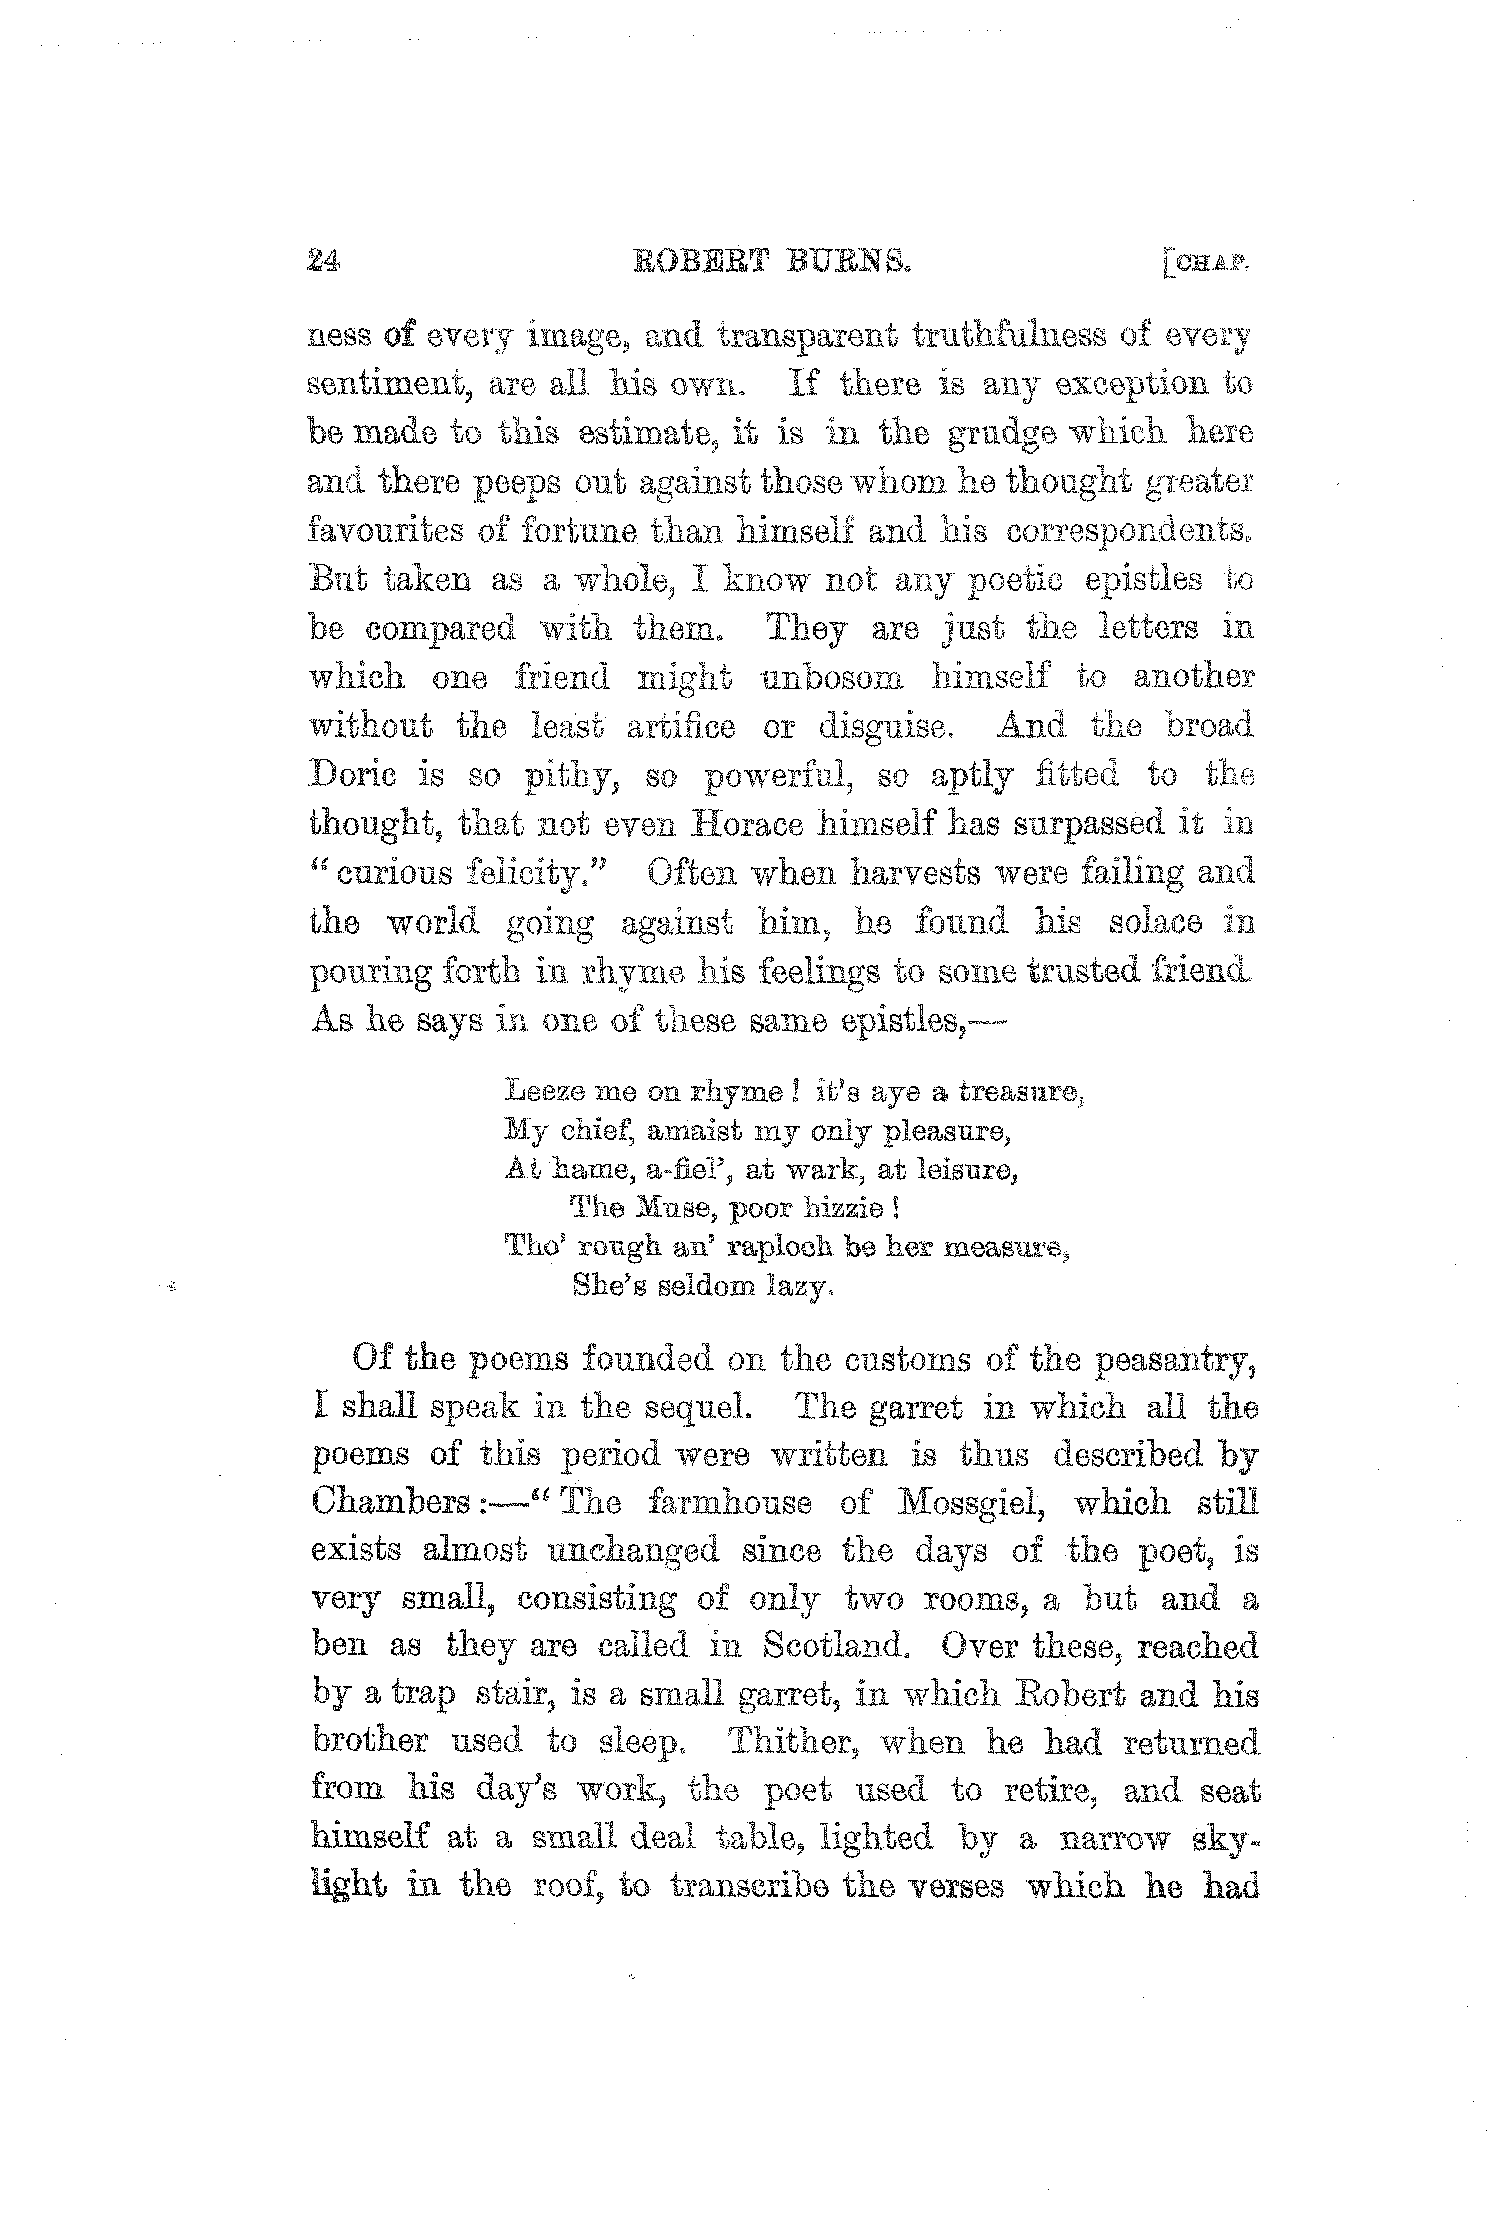 24 ROBERT BURNS. [CHAP.
ness of every image, and transparent truthfulness of every
sentiment, are all his own. If there is any exception to
be made to this estimate, it is in the grudge which here
and there peeps out against those whom he thought greater
favourites of fortune than himself and his correspondents.
But taken as a whole, I know not any poetic epistles to
be compared with them. They are just the letters in
which one friend might unbosom himself to another
without the least artifice or disguise. And the broad
Doric is so pithy, so powerful, so aptly fitted to the
thought, that not even Horace himself has surpassed it in
“curious felicity.” Often when harvests were failing and
the world going against him, he found his solace in
pouring forth in rhyme his feelings to some trusted friend
As he says in one of these same epistles,—
Leeze me on rhyme! it's aye a treasure,
My chief, amaist my only pleasure,
At hame, a-fiel', at wark, at leisure,
The Muse, poor hizzie!
Tho' rough an' raploch be her measure,
She's seldom lazy.
Of the poems founded on the customs of the peasantry,
I shall speak in the sequel. The garret in which all the
poems of this period were written is thus described by
Chambers:—“The farmhouse of Mossgiel, which still
exists almost unchanged since the days of the poet, is
very small, consisting of only two rooms, a but and a
ben as they are called in Scotland. Over these, reached
by a trap stair, is a small garret, in which Robert and his
brother used to sleep. Thither, when he had returned
from his day's work, the poet used to retire, and seat
himself at a small deal table, lighted by a narrow sky-
light in the roof, to transcribe the verses which he had